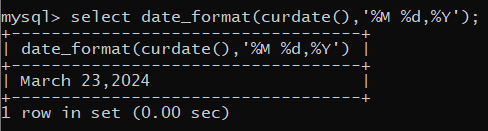 mysql> select date_format(curdate(),'%M %d,%Y');
+-----------------------------------+
| date_format(curdate(),'%M %d,%Y') |
+-----------------------------------+
| March 23,2024                     |
+-----------------------------------+
1 row in set (0.00 sec)